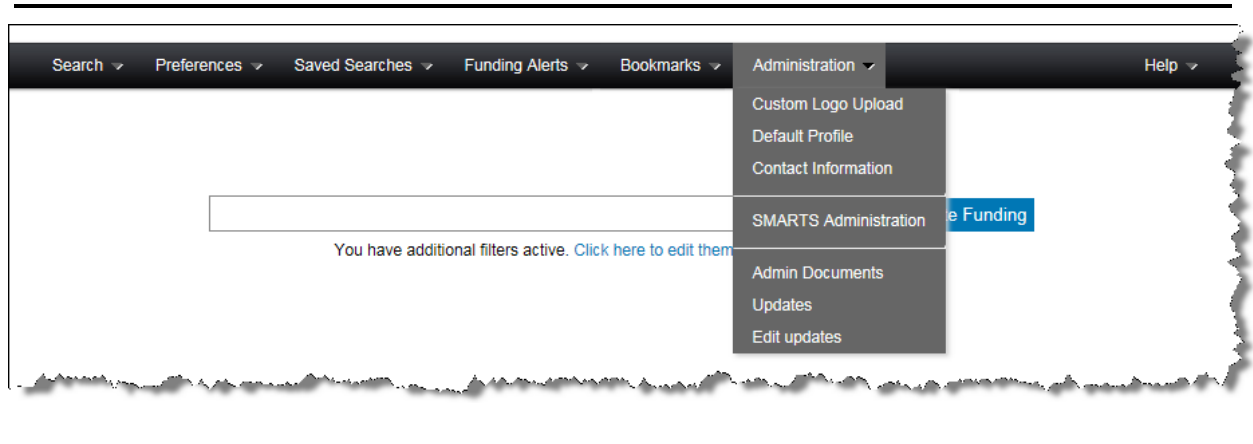 Search Preferences Saved Searches Funding Alerts Bookmarks Administration Help
Custom Logo Upload
Default Profile
Contact Information
SMARTS Administration
Funding
You have additional filters active. Click here to edit them
Admin Documents
Updates
Edit updates